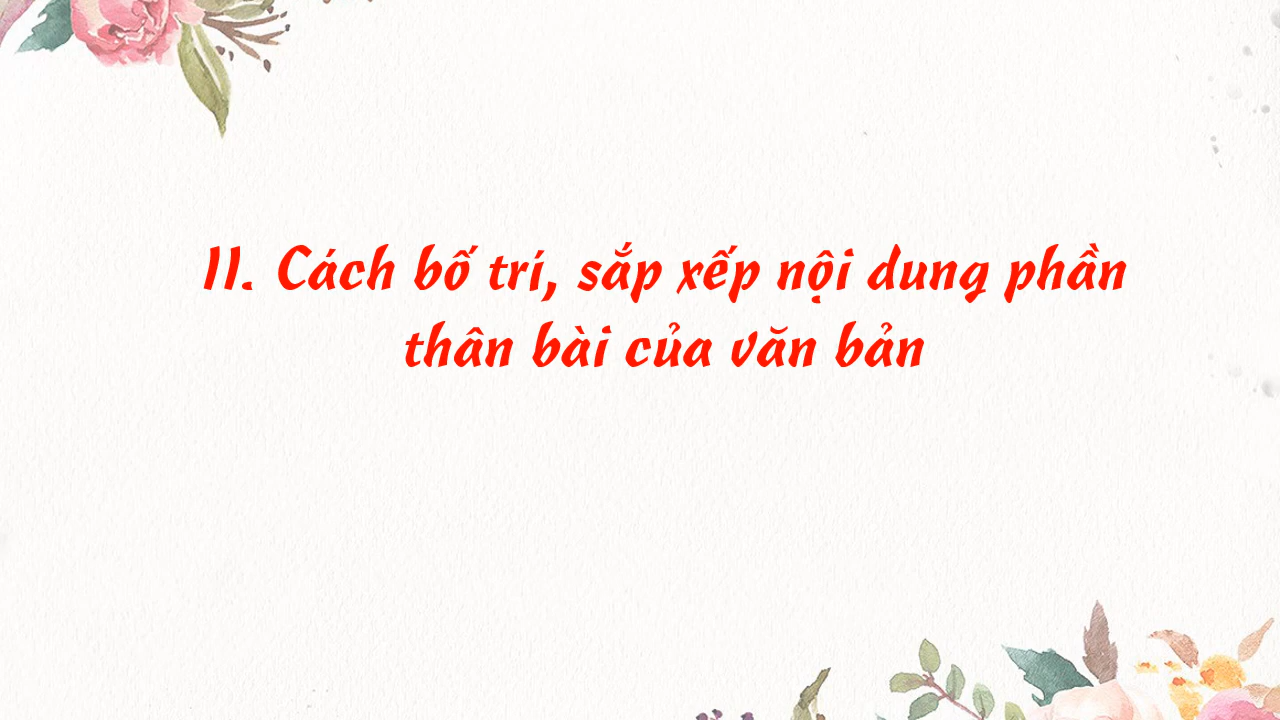 II. Cách bố trí, sắp xếp nội dung phần
thân bài của văn bản